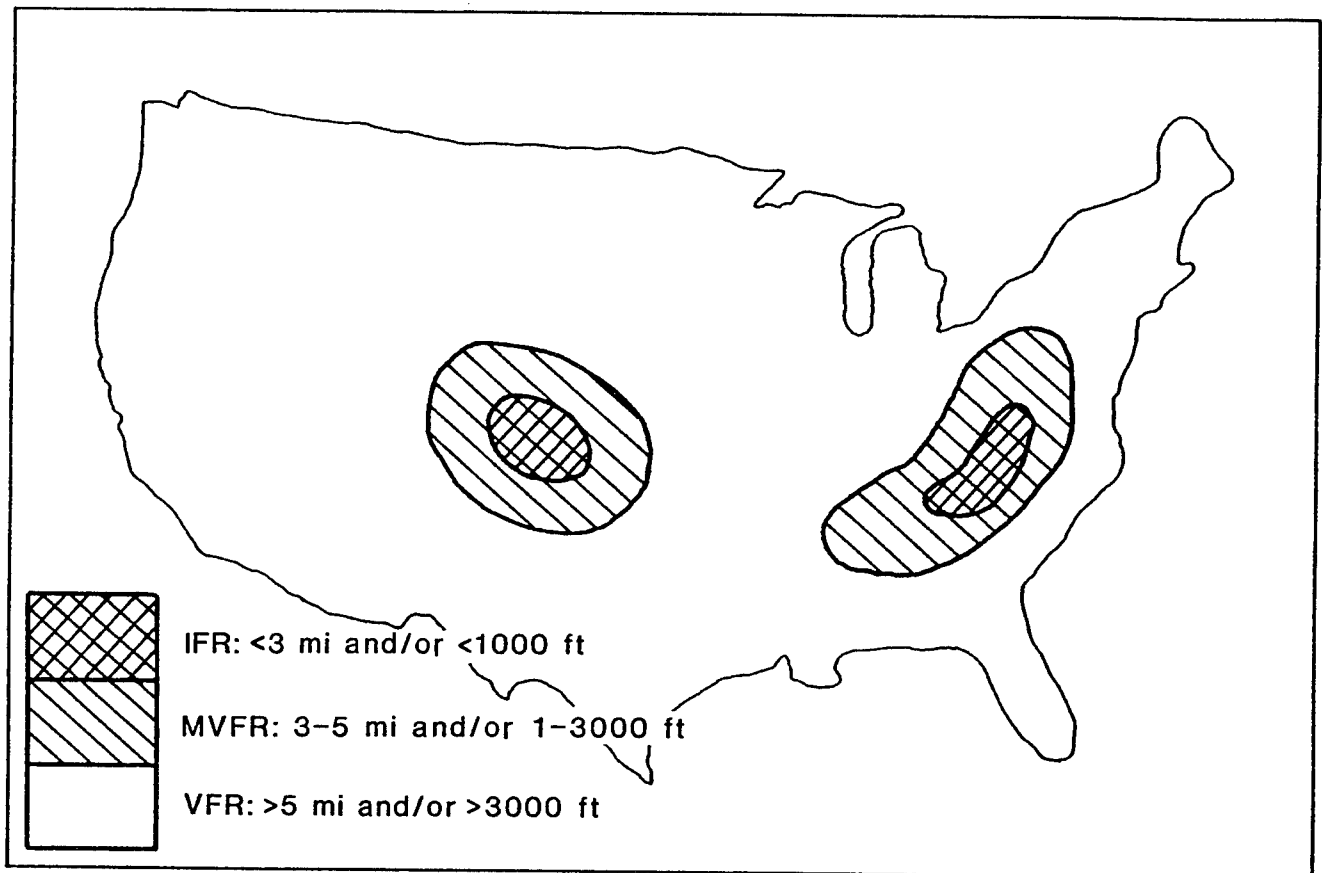 IFR: <3 mi and/or <1000 ft
MVFR: 3-5 mi and/or 1-3000 ft
VFR: >5 mi and/or >3000 ft